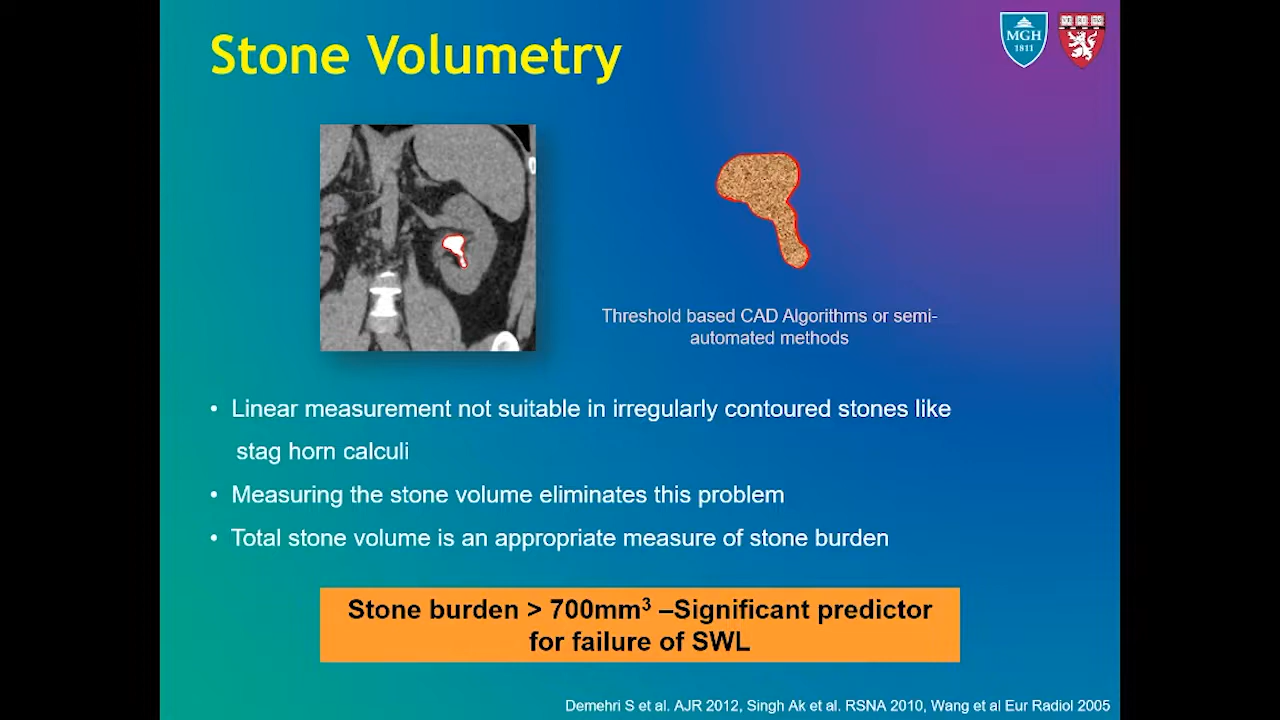 Stone Volumetry
MGH
1811
Threshold based CAD Algorithms or semi-
automated methods
• Linear measurement not suitable in irregularly contoured stones like
stag horn calculi
• Measuring the stone volume eliminates this problem
• Total stone volume is an appropriate measure of stone burden
Stone burden > 700mm³ –Significant predictor
for failure of SWL
Demehri S et al. AJR 2012, Singh Ak et al. RSNA 2010, Wang et al Eur Radiol 2005